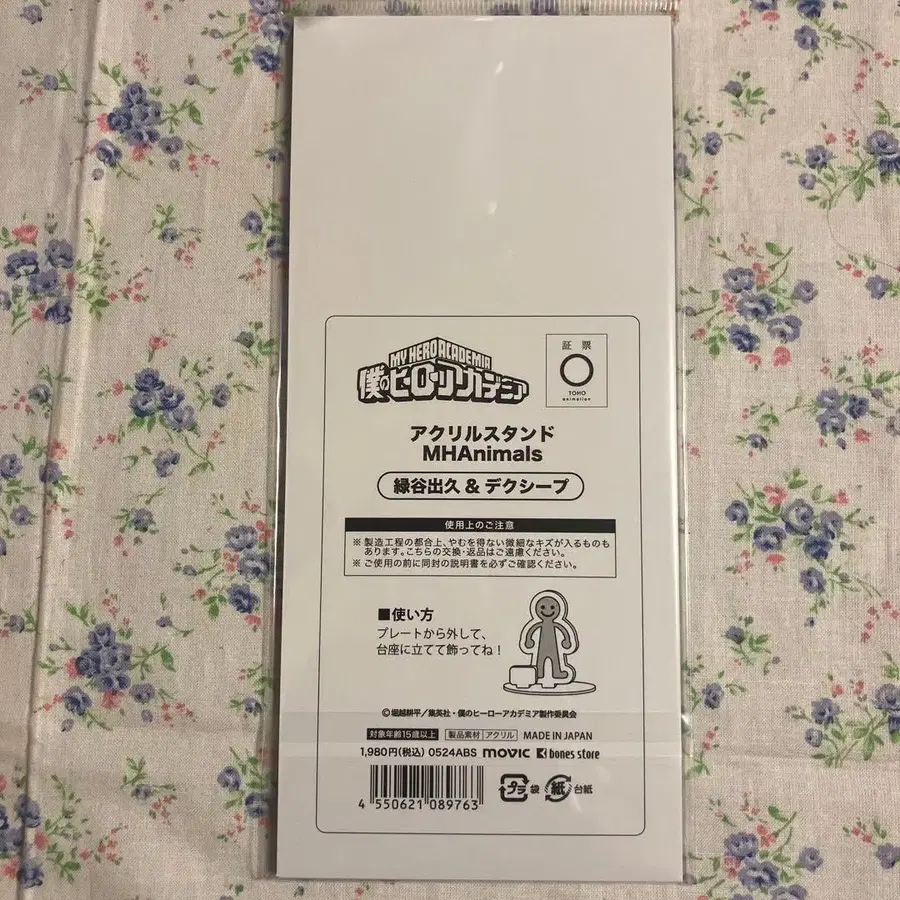 MY HERO ACADEMIA
僕のヒーローアカデミア
証 票
TOHO
animation
アクリルスタンド
MHAnimals
緑谷出久 & デクシープ
使用上のご注意
※ 製造工程の都合上、やむを得ない微細なキズが入るものも
あります。こちらの交換・返品はご遠慮ください。
※ ご使用の前に同封の説明書を必ずご確認ください。
■使い方
プレートから外して、
台座に立てて飾ってね！
©堀越耕平／集英社・僕のヒーローアカデミア製作委員会
対象年齢15歳以上 製品素材 アクリル MADE IN JAPAN
1,980円(税込) 0524ABS movic bones store
4 550621 089763
プラ 袋 紙 台紙